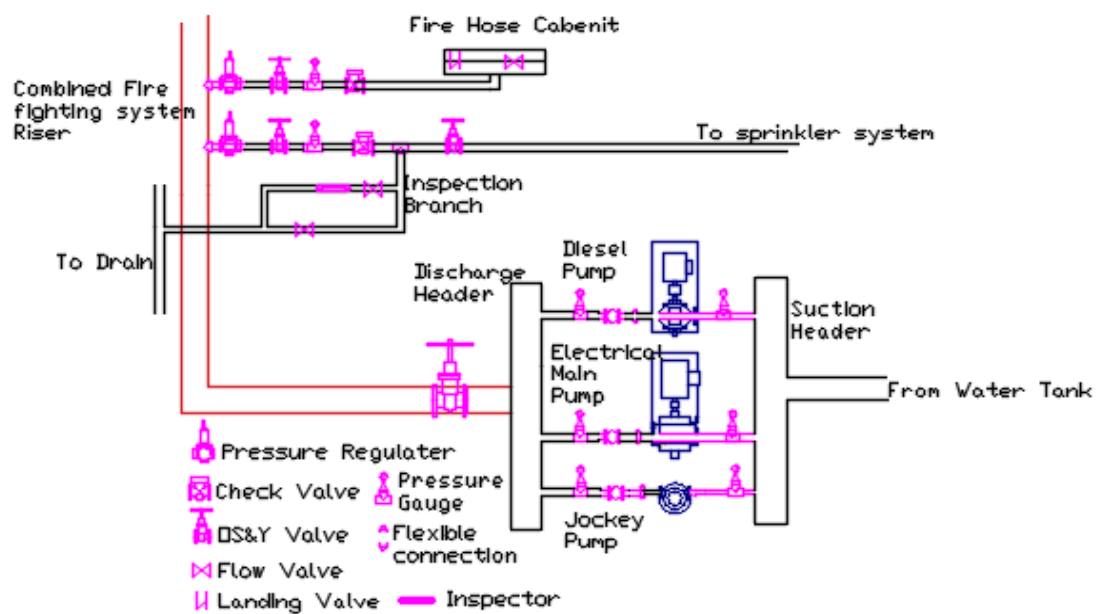 Fire Hose Cabenit
Combined Fire
fighting system
Riser
To sprinkler system
Inspection
Branch
To Drain
Discharge
Header
Diesel
Pump
Suction
Header
Electrical
Main
Pump
From Water Tank
Jockey
Pump
Pressure Regulater
Check Valve
Pressure
Gauge
OS&Y Valve
Flexible
connection
Flow Valve
Landing Valve
Inspector